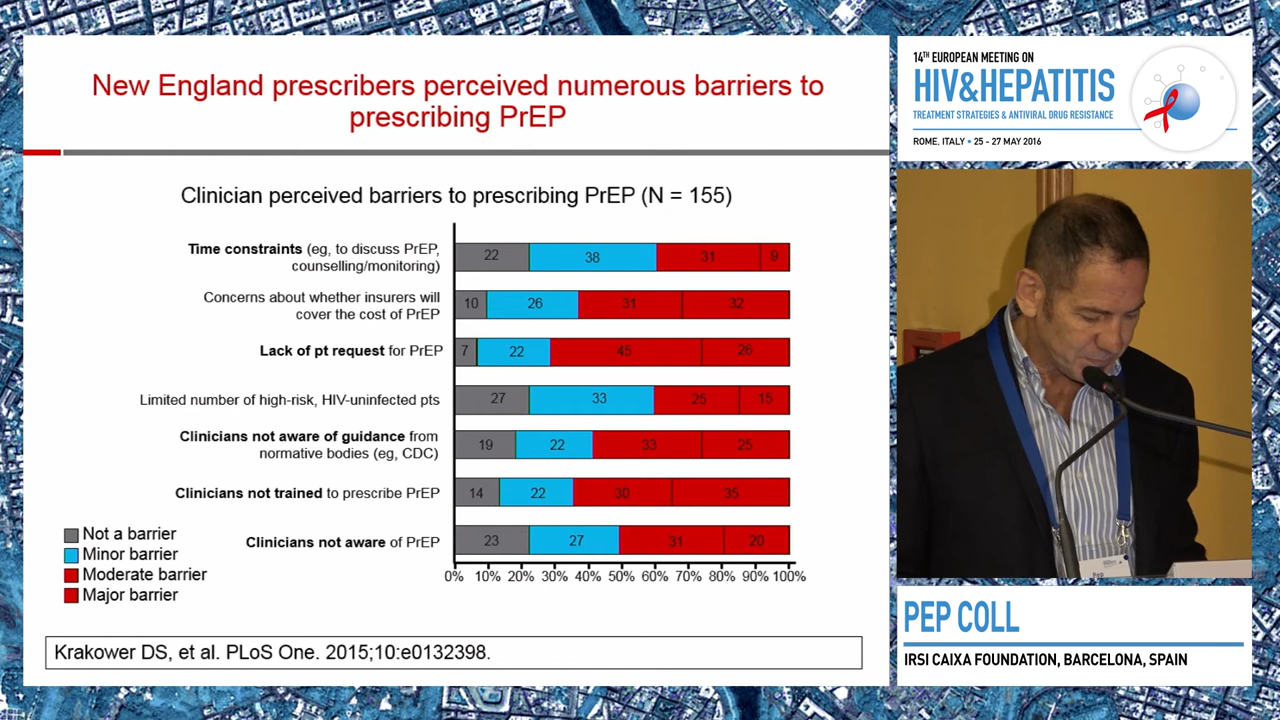 New England prescribers perceived numerous barriers to
prescribing PrEP
Clinician perceived barriers to prescribing PrEP (N = 155)
Time constraints (eg, to discuss PrEP,
counselling/monitoring)
22 38 31 9
Concerns about whether insurers will
cover the cost of PrEP
10 26 31 32
Lack of pt request for PrEP
7 22 45 26
Limited number of high-risk, HIV-uninfected pts
27 33 25 15
Clinicians not aware of guidance from
normative bodies (eg, CDC)
19 22 33 25
Clinicians not trained to prescribe PrEP
14 22 30 35
Clinicians not aware of PrEP
23 27 31 20
0% 10% 20% 30% 40% 50% 60% 70% 80% 90% 100%
Not a barrier
Minor barrier
Moderate barrier
Major barrier
Krakower DS, et al. PLoS One. 2015;10:e0132398.
14TH EUROPEAN MEETING ON
HIV&HEPATITIS
TREATMENT STRATEGIES & ANTIVIRAL DRUG RESISTANCE
ROME, ITALY • 25 - 27 MAY 2016
PEP COLL
IRSI CAIXA FOUNDATION, BARCELONA, SPAIN